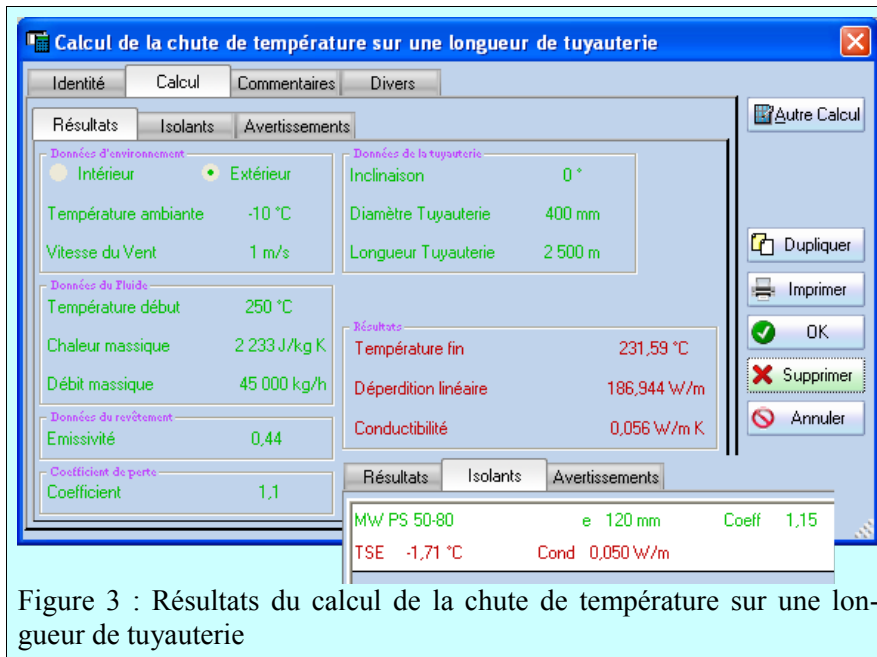 Calcul de la chute de température sur une longueur de tuyauterie
Identité Calcul Commentaires Divers
Autre Calcul
Résultats Isolants Avertissements
Données d'environnement
Intérieur Extérieur
Température ambiante -10 °C
Vitesse du Vent 1 m/s
Données de la tuyauterie
Inclinaison 0 °
Diamètre Tuyauterie 400 mm
Longueur Tuyauterie 2 500 m
Données du Fluide
Température début 250 °C
Chaleur massique 2 233 J/kg K
Débit massique 45 000 kg/h
Résultats
Température fin 231,59 °C
Déperdition linéaire 186,944 W/m
Conductibilité 0,056 W/m K
Données du revêtement
Emissivité 0,44
Coefficient de perte
Coefficient 1,1
Dupliquer
Imprimer
OK
Supprimer
Annuler
Résultats Isolants Avertissements
MW PS 50-80 e 120 mm Coeff 1,15
TSE -1,71 °C Cond 0,050 W/m
Figure 3 : Résultats du calcul de la chute de température sur une lon-
gueur de tuyauterie